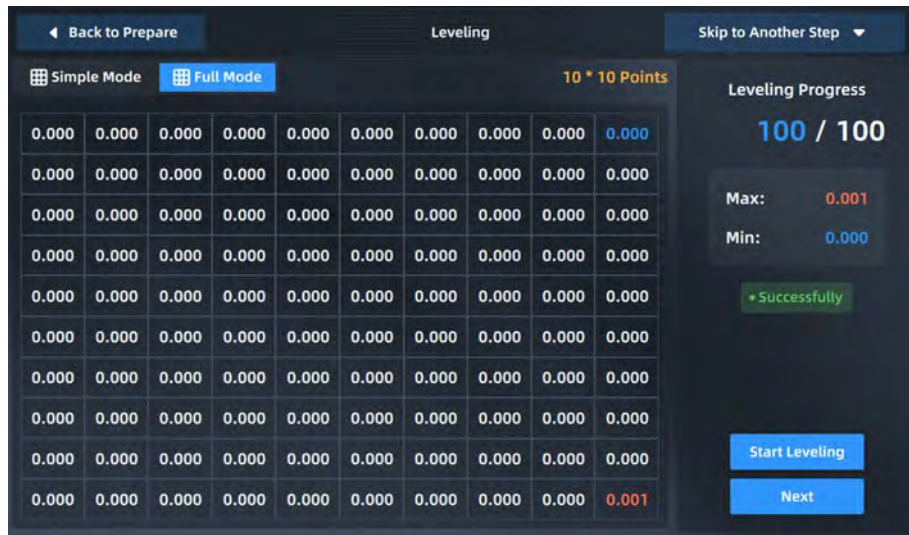 Back to Prepare Leveling Skip to Another Step
Simple Mode Full Mode 10 * 10 Points
Leveling Progress
100 / 100
0.000 0.000 0.000 0.000 0.000 0.000 0.000 0.000 0.000 0.000
0.000 0.000 0.000 0.000 0.000 0.000 0.000 0.000 0.000 0.000
0.000 0.000 0.000 0.000 0.000 0.000 0.000 0.000 0.000 0.000
0.000 0.000 0.000 0.000 0.000 0.000 0.000 0.000 0.000 0.000
0.000 0.000 0.000 0.000 0.000 0.000 0.000 0.000 0.000 0.000
0.000 0.000 0.000 0.000 0.000 0.000 0.000 0.000 0.000 0.000
0.000 0.000 0.000 0.000 0.000 0.000 0.000 0.000 0.000 0.000
0.000 0.000 0.000 0.000 0.000 0.000 0.000 0.000 0.000 0.000
0.000 0.000 0.000 0.000 0.000 0.000 0.000 0.000 0.000 0.000
0.000 0.000 0.000 0.000 0.000 0.000 0.000 0.000 0.000 0.001
Max: 0.001
Min: 0.000
• Successfully
Start Leveling
Next